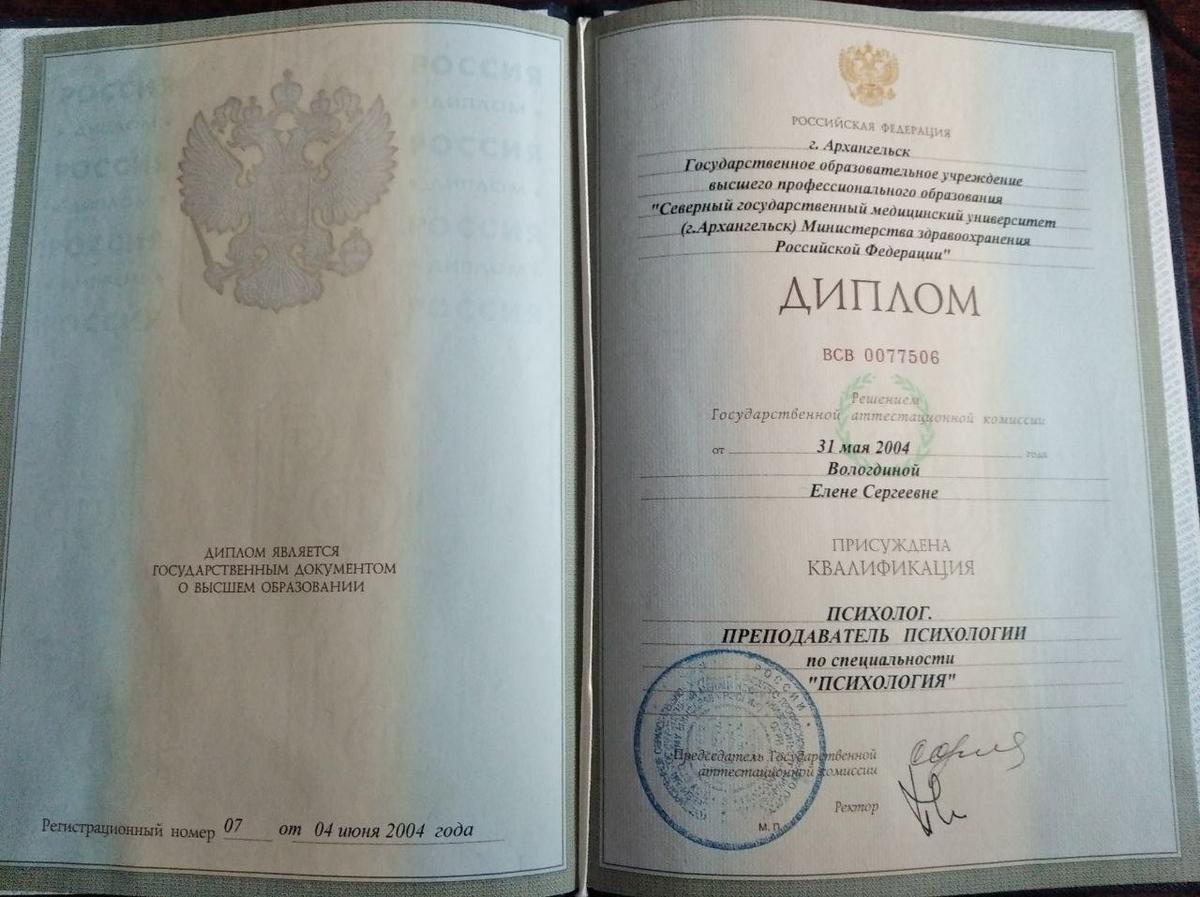 РОССИЯ
РОССИЯ
• ДИПЛОМ •
• ДИПЛОМ •
РОССИЯ
РОССИЯ
ДИПЛОМ ЯВЛЯЕТСЯ
ГОСУДАРСТВЕННЫМ ДОКУМЕНТОМ
О ВЫСШЕМ ОБРАЗОВАНИИ
Регистрационный номер 07 от 04 июня 2004 года
РОССИЙСКАЯ ФЕДЕРАЦИЯ
г. Архангельск
Государственное образовательное учреждение
высшего профессионального образования
"Северный государственный медицинский университет
(г.Архангельск) Министерства здравоохранения
Российской Федерации"
ДИПЛОМ
ВСВ 0077506
Решением
Государственной аттестационной комиссии
от 31 мая 2004 года
Вологдиной
Елене Сергеевне
ПРИСУЖДЕНА
КВАЛИФИКАЦИЯ
ПСИХОЛОГ.
ПРЕПОДАВАТЕЛЬ ПСИХОЛОГИИ
по специальности
"ПСИХОЛОГИЯ"
РОССИИ
Председатель Государственной
аттестационной комиссии
Ректор
М. П.